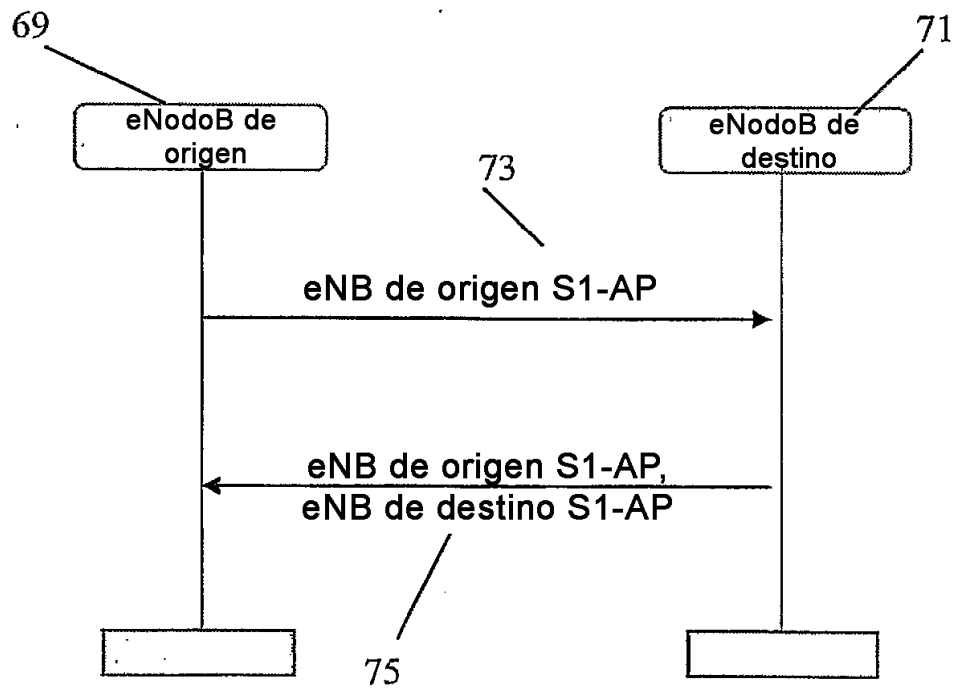 69
71
eNodoB de
origen
eNodoB de
destino
73
eNB de origen S1-AP
eNB de origen S1-AP,
eNB de destino S1-AP
75